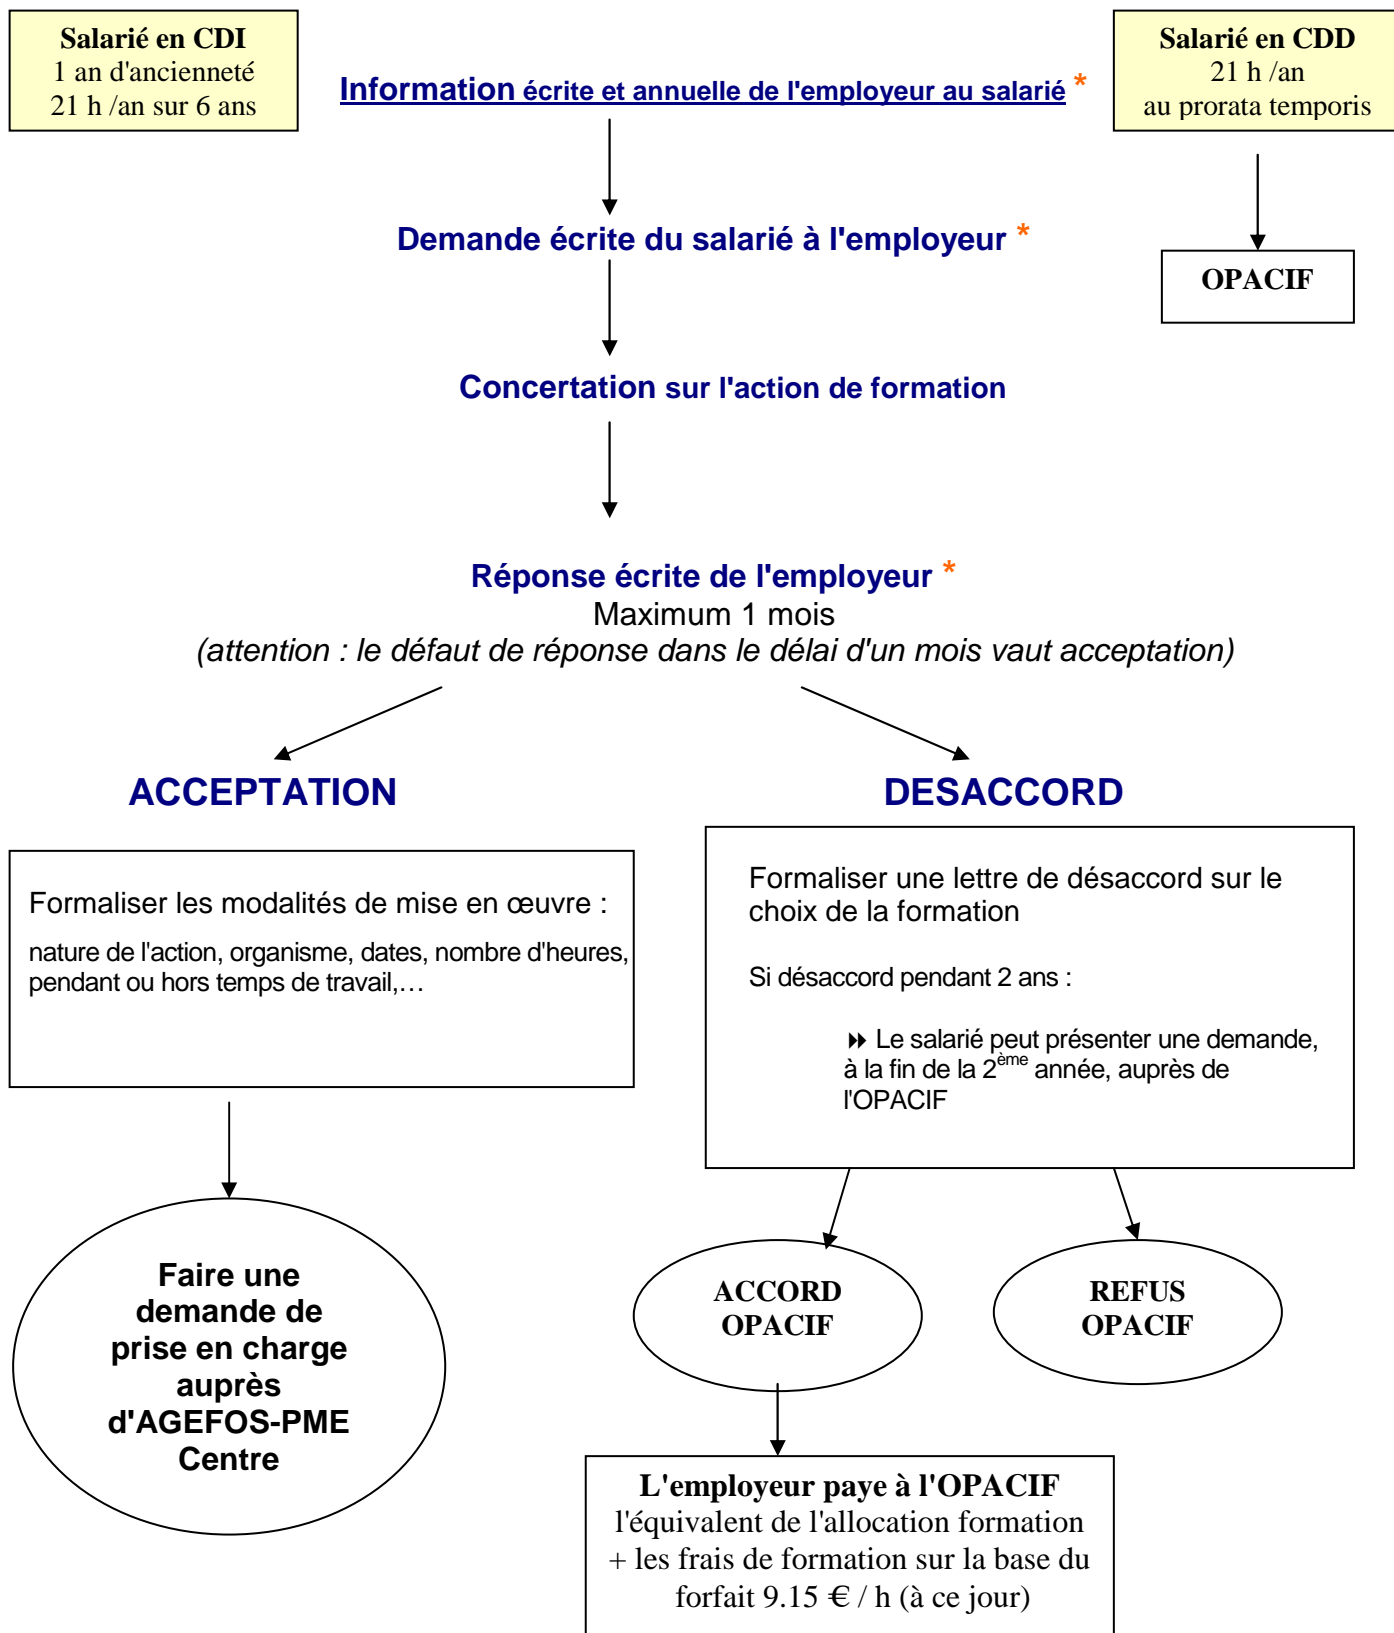 Salarié en CDI
1 an d'ancienneté
21 h /an sur 6 ans
Information écrite et annuelle de l'employeur au salarié *
Salarié en CDD
21 h /an
au prorata temporis
Demande écrite du salarié à l'employeur *
OPACIF
Concertation sur l'action de formation
Réponse écrite de l'employeur *
Maximum 1 mois
(attention : le défaut de réponse dans le délai d'un mois vaut acceptation)
ACCEPTATION
Formaliser les modalités de mise en œuvre :
nature de l'action, organisme, dates, nombre d'heures,
pendant ou hors temps de travail,…
Faire une
demande de
prise en charge
auprès
d'AGEFOS-PME
Centre
DESACCORD
Formaliser une lettre de désaccord sur le
choix de la formation
Si désaccord pendant 2 ans :
Le salarié peut présenter une demande,
à la fin de la 2ème année, auprès de
l'OPACIF
ACCORD
OPACIF
REFUS
OPACIF
L'employeur paye à l'OPACIF
l'équivalent de l'allocation formation
+ les frais de formation sur la base du
forfait 9.15 € / h (à ce jour)